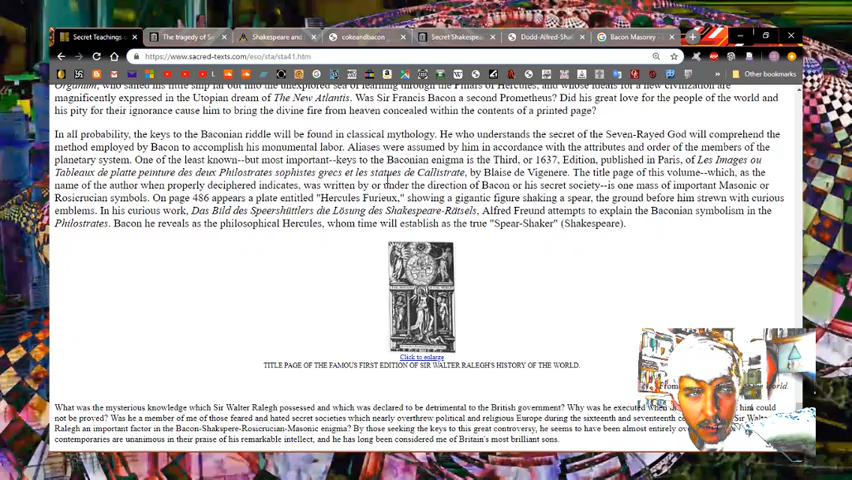 Secret Teachings
The tragedy of Si
Shakespeare and
cokeandbacon
Secret Shakespea
Dodd-Alfred-Sha
Bacon Masonry
https://www.sacred-texts.com/eso/sta/sta41.htm
Other bookmarks
Organum, who sailed his little ship far out into the unexplored sea of learning through the Pillars of Hercules, and whose ideals for a new civilization are
magnificently expressed in the Utopian dream of The New Atlantis. Was Sir Francis Bacon a second Prometheus? Did his great love for the people of the world and
his pity for their ignorance cause him to bring the divine fire from heaven concealed within the contents of a printed page?
In all probability, the keys to the Baconian riddle will be found in classical mythology. He who understands the secret of the Seven-Rayed God will comprehend the
method employed by Bacon to accomplish his monumental labor. Aliases were assumed by him in accordance with the attributes and order of the members of the
planetary system. One of the least known--but most important--keys to the Baconian enigma is the Third, or 1637, Edition, published in Paris, of Les Images ou
Tableaux de platte peinture des deux Philostrates sophistes grecs et les statues de Callistrate, by Blaise de Vigenere. The title page of this volume--which, as the
name of the author when properly deciphered indicates, was written by or under the direction of Bacon or his secret society--is one mass of important Masonic or
Rosicrucian symbols. On page 486 appears a plate entitled "Hercules Furieux," showing a gigantic figure shaking a spear, the ground before him strewn with curious
emblems. In his curious work, Das Bild des Speershüttlers die Lösung des Shakespeare-Rätsels, Alfred Freund attempts to explain the Baconian symbolism in the
Philostrates. Bacon he reveals as the philosophical Hercules, whom time will establish as the true "Spear-Shaker" (Shakespeare).
Click to enlarge
TITLE PAGE OF THE FAMOUS FIRST EDITION OF SIR WALTER RALEGH'S HISTORY OF THE WORLD.
From
World.
What was the mysterious knowledge which Sir Walter Ralegh possessed and which was declared to be detrimental to the British government? Why was he executed when
him could
not be proved? Was he a member of me of those feared and hated secret societies which nearly overthrew political and religious Europe during the sixteenth and seventeenth
Sir Walter
Ralegh an important factor in the Bacon-Shakspere-Rosicrucian-Masonic enigma? By those seeking the keys to this great controversy, he seems to have been almost entirely
contemporaries are unanimous in their praise of his remarkable intellect, and he has long been considered me of Britain's most brilliant sons.